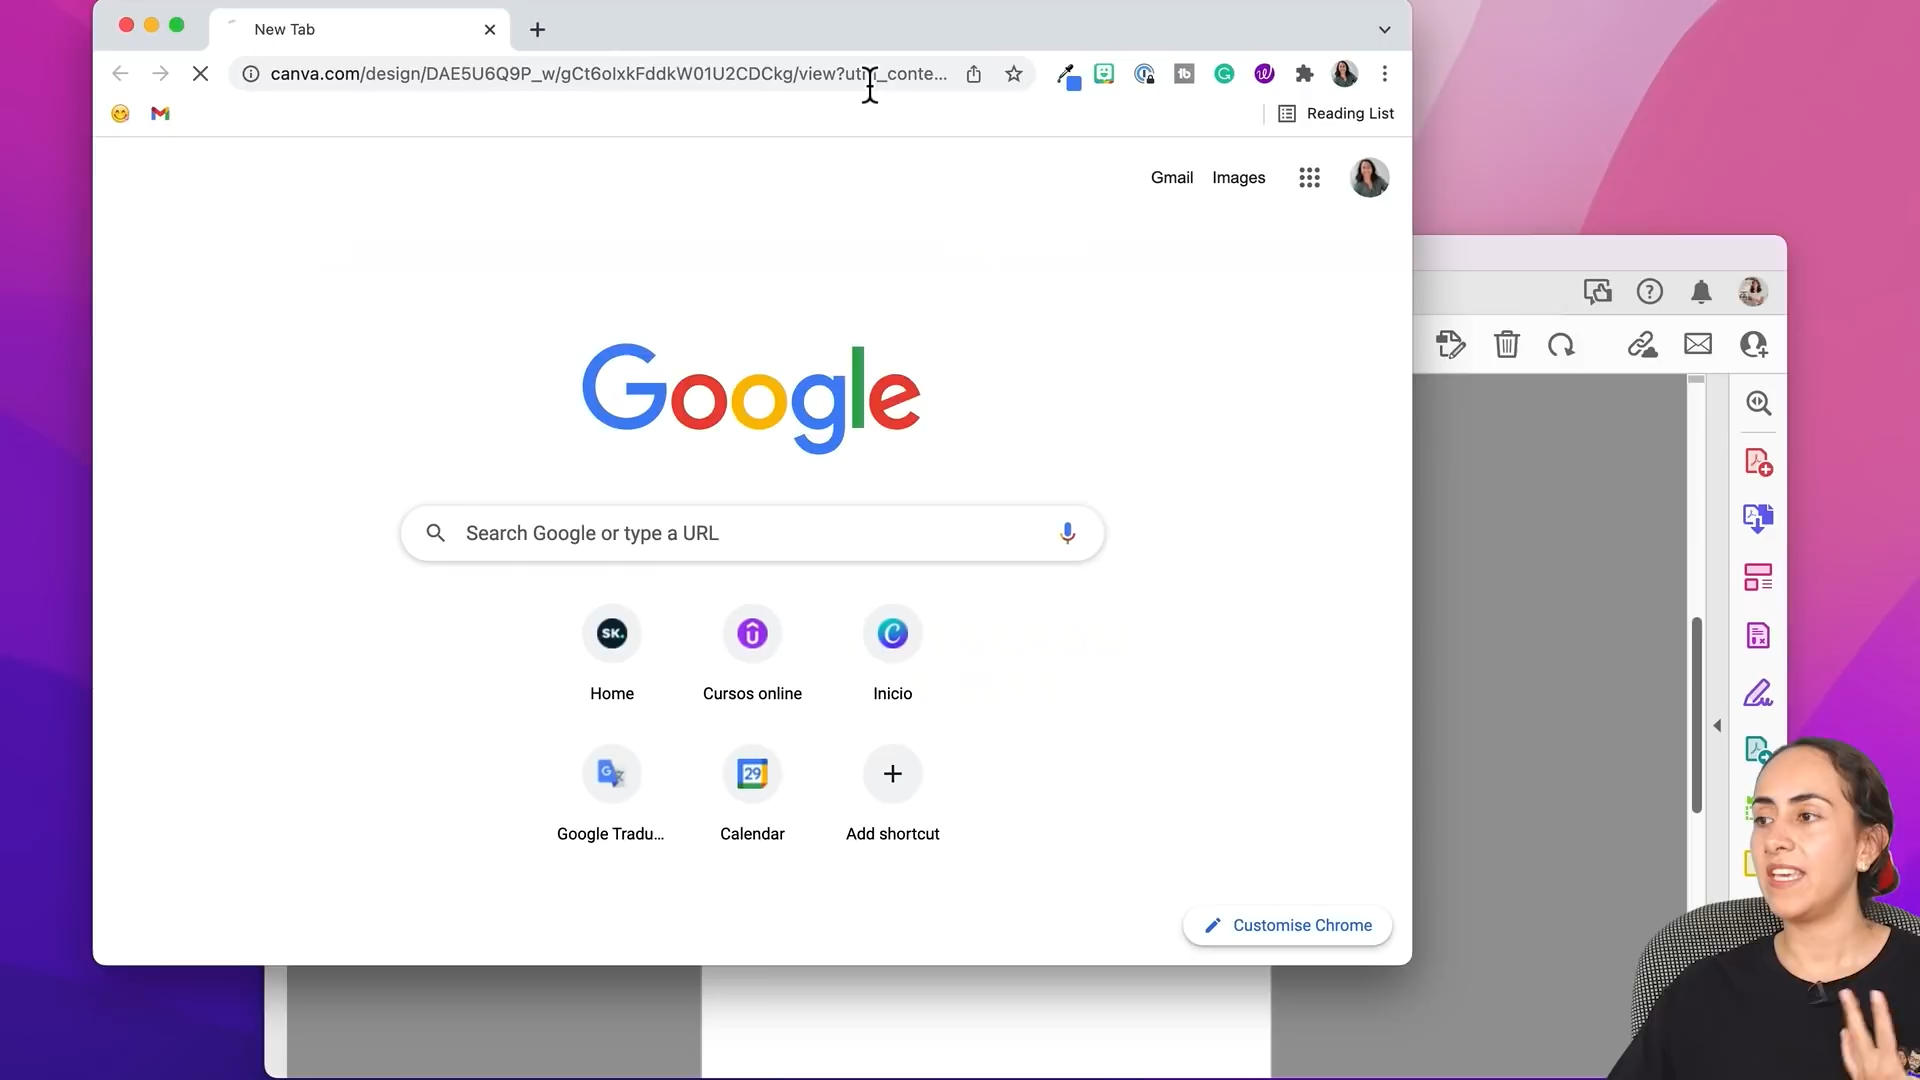 New Tab
canva.com/design/DAE5U6Q9P_w/gCt6olxkFddkW01U2CDCkg/view?utm_conte...
Reading List
Gmail Images
Google
Search Google or type a URL
SK.
Home Cursos online Inicio
29
Google Tradu... Calendar Add shortcut
Customise Chrome